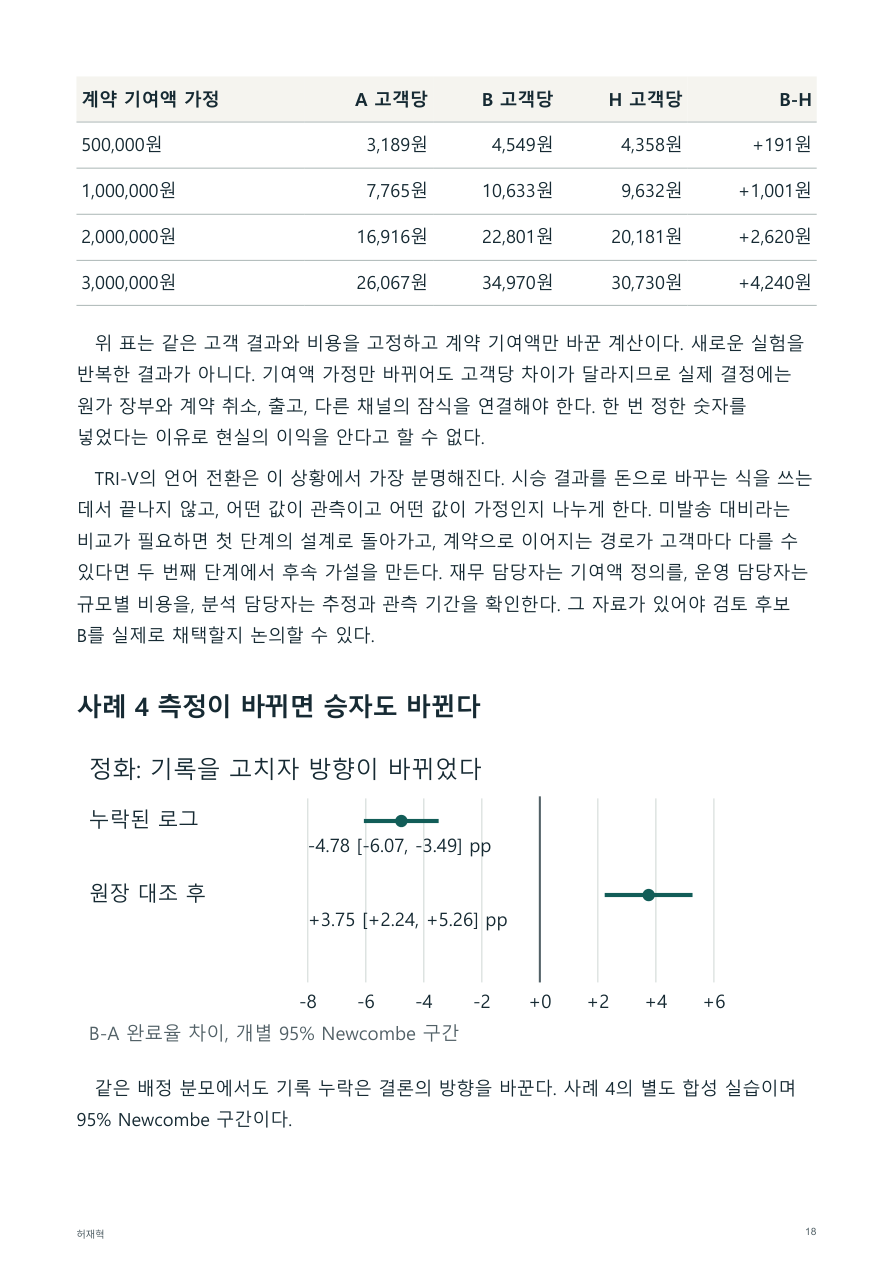 계약 기여액 가정 A 고객당 B 고객당 H 고객당 B-H
500,000원 3,189원 4,549원 4,358원 +191원
1,000,000원 7,765원 10,633원 9,632원 +1,001원
2,000,000원 16,916원 22,801원 20,181원 +2,620원
3,000,000원 26,067원 34,970원 30,730원 +4,240원
위 표는 같은 고객 결과와 비용을 고정하고 계약 기여액만 바꾼 계산이다. 새로운 실험을
반복한 결과가 아니다. 기여액 가정만 바뀌어도 고객당 차이가 달라지므로 실제 결정에는
원가 장부와 계약 취소, 출고, 다른 채널의 잠식을 연결해야 한다. 한 번 정한 숫자를
넣었다는 이유로 현실의 이익을 안다고 할 수 없다.
TRI-V의 언어 전환은 이 상황에서 가장 분명해진다. 시승 결과를 돈으로 바꾸는 식을 쓰는
데서 끝나지 않고, 어떤 값이 관측이고 어떤 값이 가정인지 나누게 한다. 미발송 대비라는
비교가 필요하면 첫 단계의 설계로 돌아가고, 계약으로 이어지는 경로가 고객마다 다를 수
있다면 두 번째 단계에서 후속 가설을 만든다. 재무 담당자는 기여액 정의를, 운영 담당자는
규모별 비용을, 분석 담당자는 추정과 관측 기간을 확인한다. 그 자료가 있어야 검토 후보
B를 실제로 채택할지 논의할 수 있다.
사례 4 측정이 바뀌면 승자도 바뀐다
정화: 기록을 고치자 방향이 바뀌었다
누락된 로그
-4.78 [-6.07, -3.49] pp
원장 대조 후
+3.75 [+2.24, +5.26] pp
-8 -6 -4 -2 +0 +2 +4 +6
B-A 완료율 차이, 개별 95% Newcombe 구간
같은 배정 분모에서도 기록 누락은 결론의 방향을 바꾼다. 사례 4의 별도 합성 실습이며
95% Newcombe 구간이다.
허재혁 18